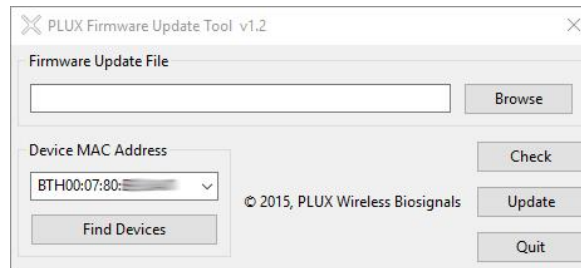 PLUX Firmware Update Tool v1.2
Firmware Update File
Browse
Device MAC Address
BTH00:07:80:
Find Devices
© 2015, PLUX Wireless Biosignals
Check
Update
Quit